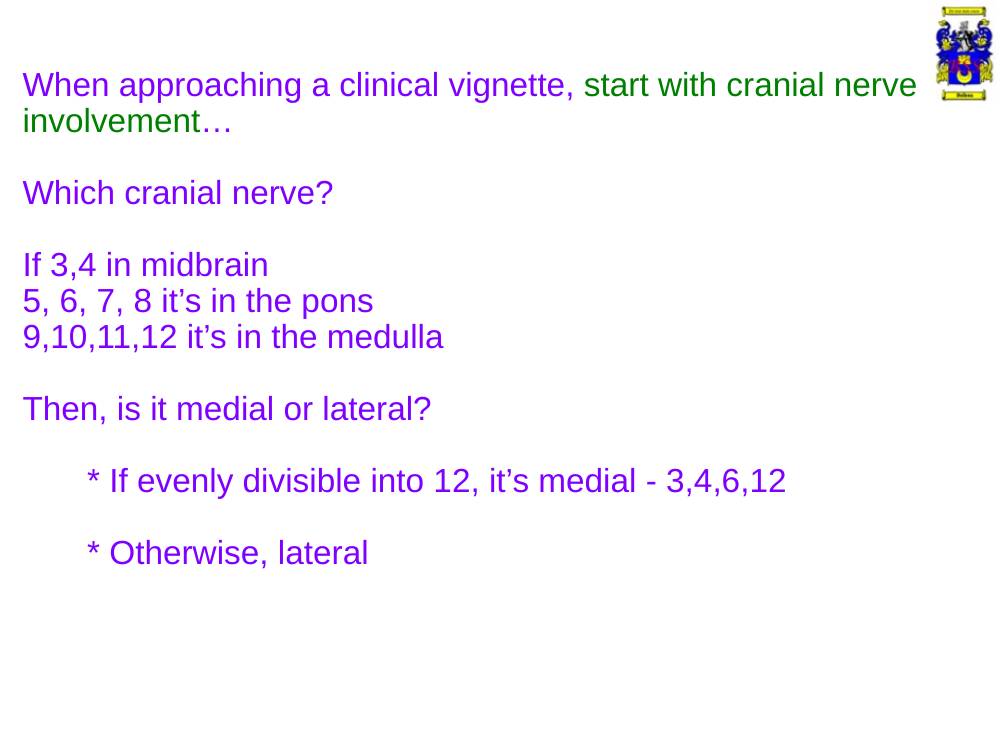 When approaching a clinical vignette, start with cranial nerve
involvement…
Which cranial nerve?
If 3,4 in midbrain
5, 6, 7, 8 it’s in the pons
9,10,11,12 it’s in the medulla
Then, is it medial or lateral?
* If evenly divisible into 12, it’s medial - 3,4,6,12
* Otherwise, lateral